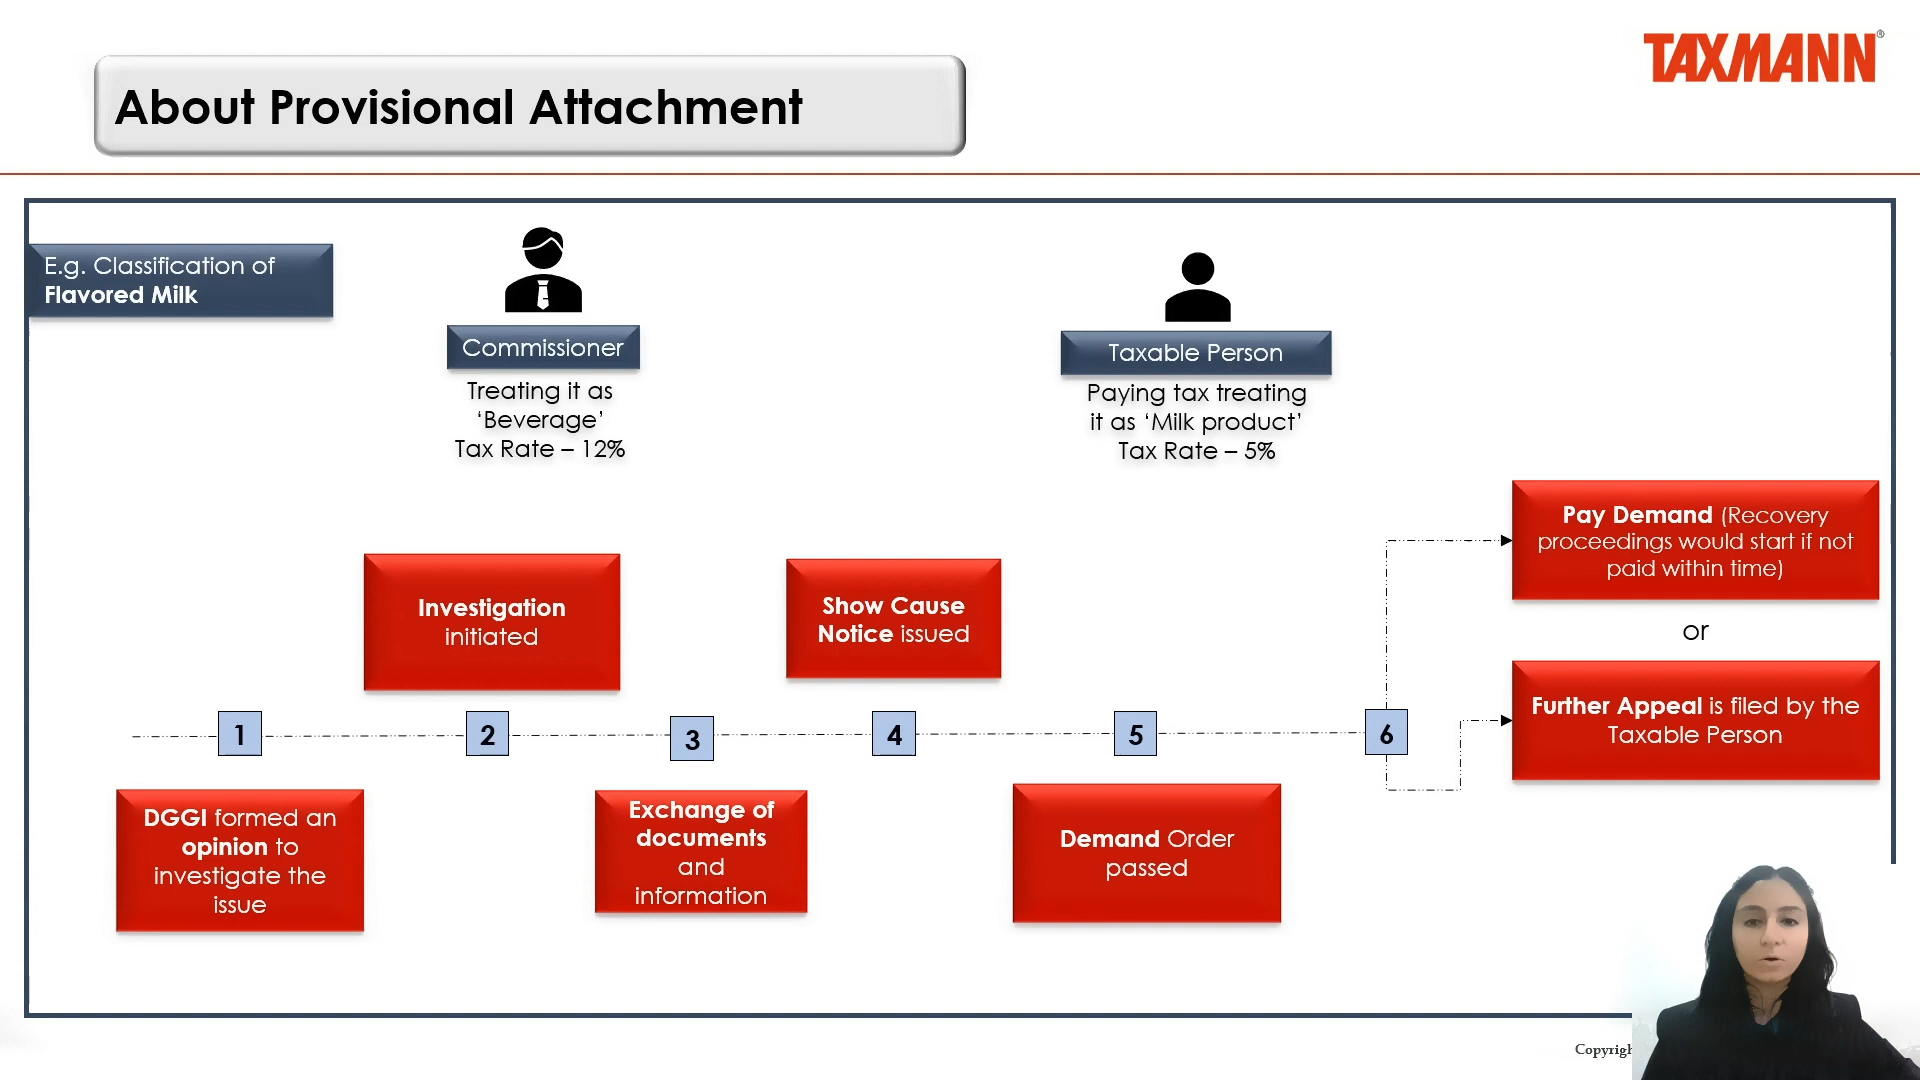 TAXMANN®
About Provisional Attachment
E.g. Classification of
Flavored Milk
Commissioner
Treating it as
‘Beverage’
Tax Rate – 12%
Taxable Person
Paying tax treating
it as ‘Milk product’
Tax Rate – 5%
Pay Demand (Recovery
proceedings would start if not
paid within time)
or
Further Appeal is filed by the
Taxable Person
Investigation
initiated
Show Cause
Notice issued
1
2
3
4
5
6
DGGI formed an
opinion to
investigate the
issue
Exchange of
documents
and
information
Demand Order
passed